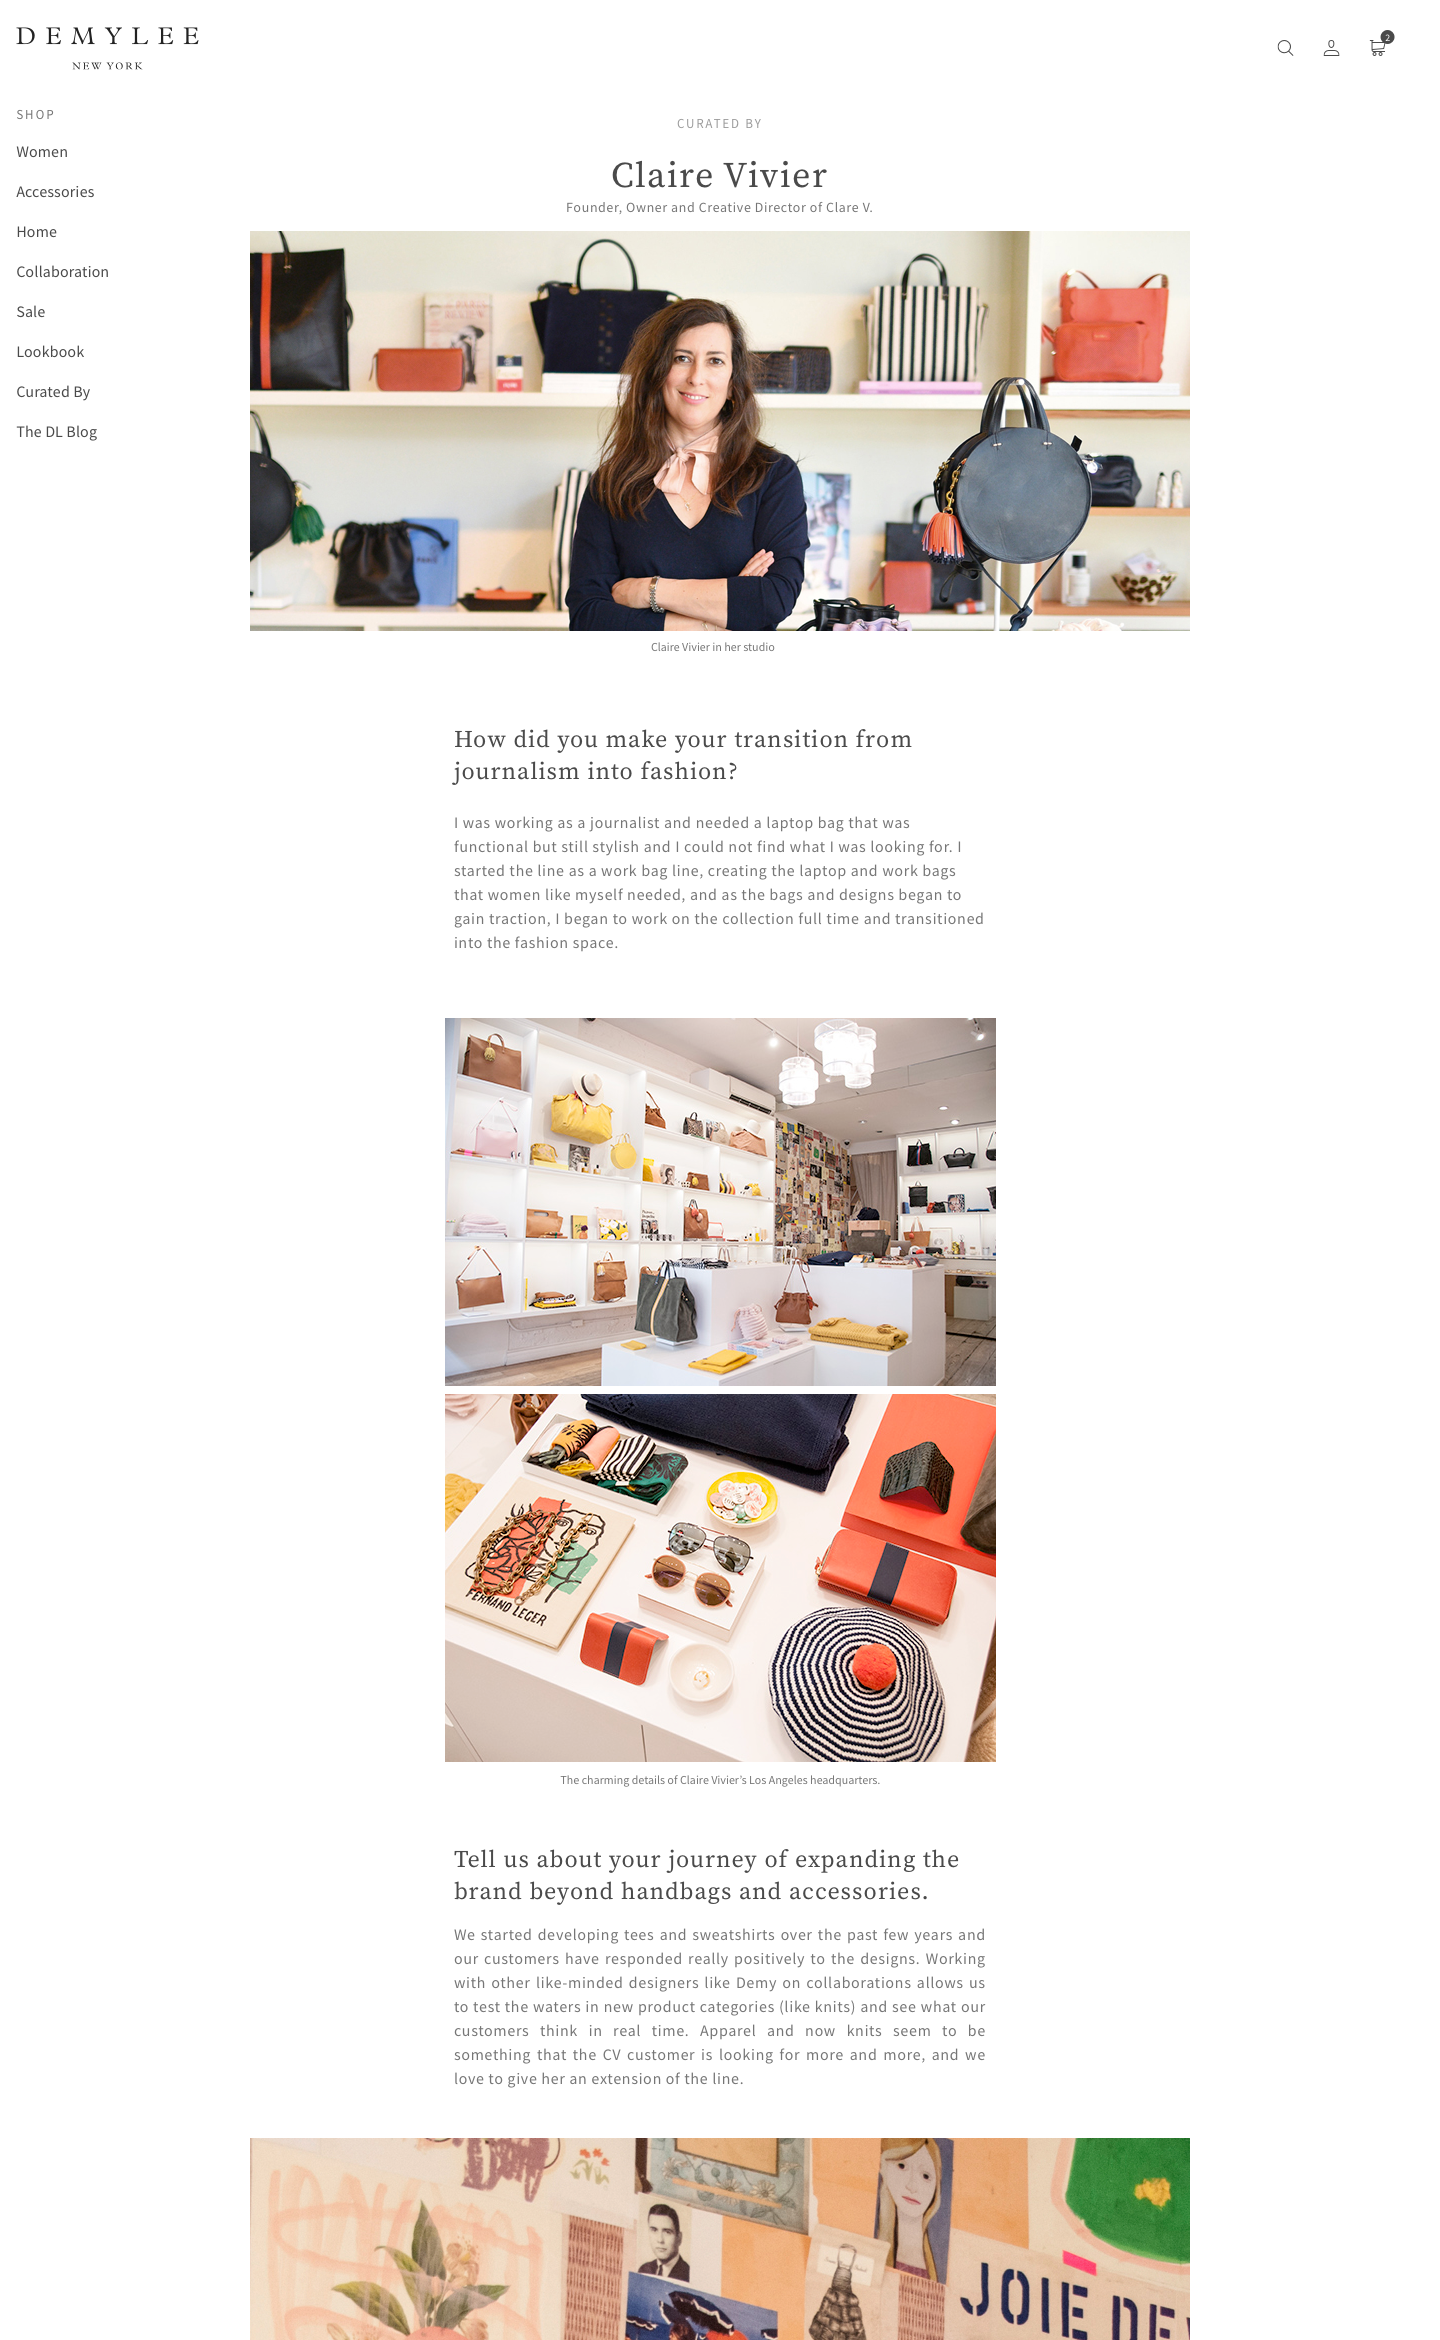 DEMYLEE
NEW YORK
2
SHOP
Women
Accessories
Home
Collaboration
Sale
Lookbook
Curated By
The DL Blog
CURATED BY
Claire Vivier
Founder, Owner and Creative Director of Clare V.
PARIS
REVIEW
PARIS
Claire Vivier in her studio
How did you make your transition from
journalism into fashion?
I was working as a journalist and needed a laptop bag that was
functional but still stylish and I could not find what I was looking for. I
started the line as a work bag line, creating the laptop and work bags
that women like myself needed, and as the bags and designs began to
gain traction, I began to work on the collection full time and transitioned
into the fashion space.
FERNAND LEGER
The charming details of Claire Vivier’s Los Angeles headquarters.
Tell us about your journey of expanding the
brand beyond handbags and accessories.
We started developing tees and sweatshirts over the past few years and
our customers have responded really positively to the designs. Working
with other like-minded designers like Demy on collaborations allows us
to test the waters in new product categories (like knits) and see what our
customers think in real time. Apparel and now knits seem to be
something that the CV customer is looking for more and more, and we
love to give her an extension of the line.
JOIE DE